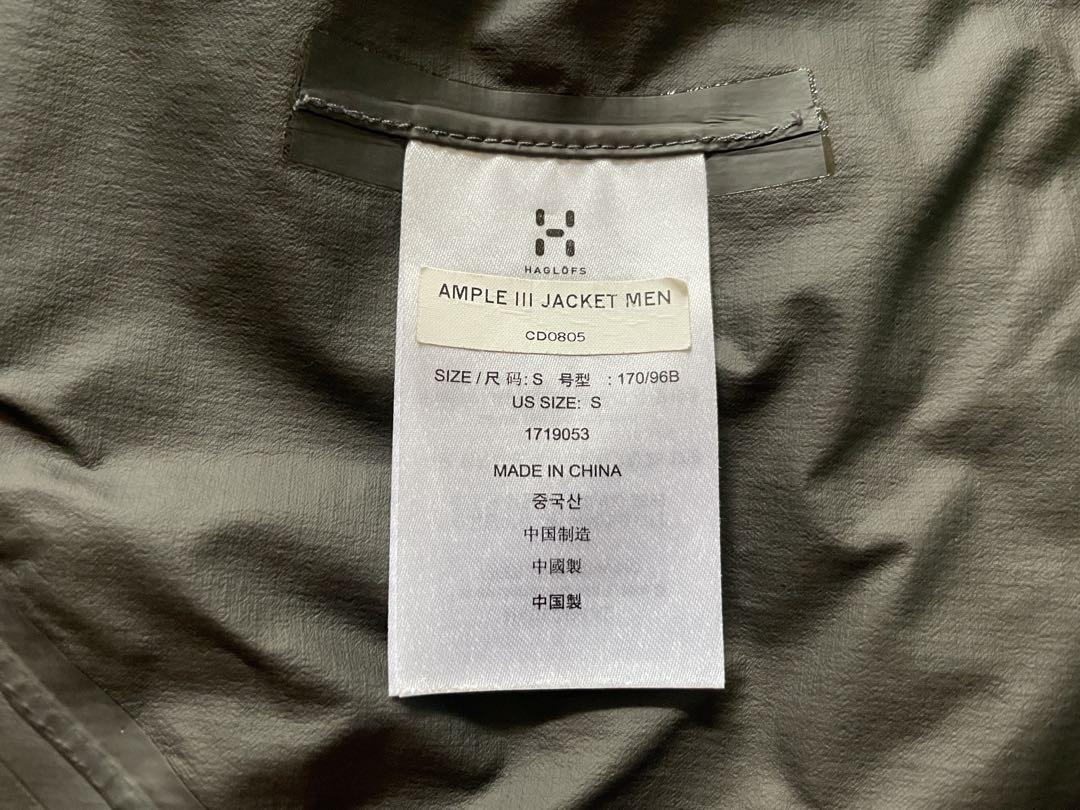 HAGLÖFS
AMPLE III JACKET MEN
CD0805
SIZE/尺 码: S 号型 : 170/96B
US SIZE: S
1719053
MADE IN CHINA
중국산
中国制造
中國製
中国製